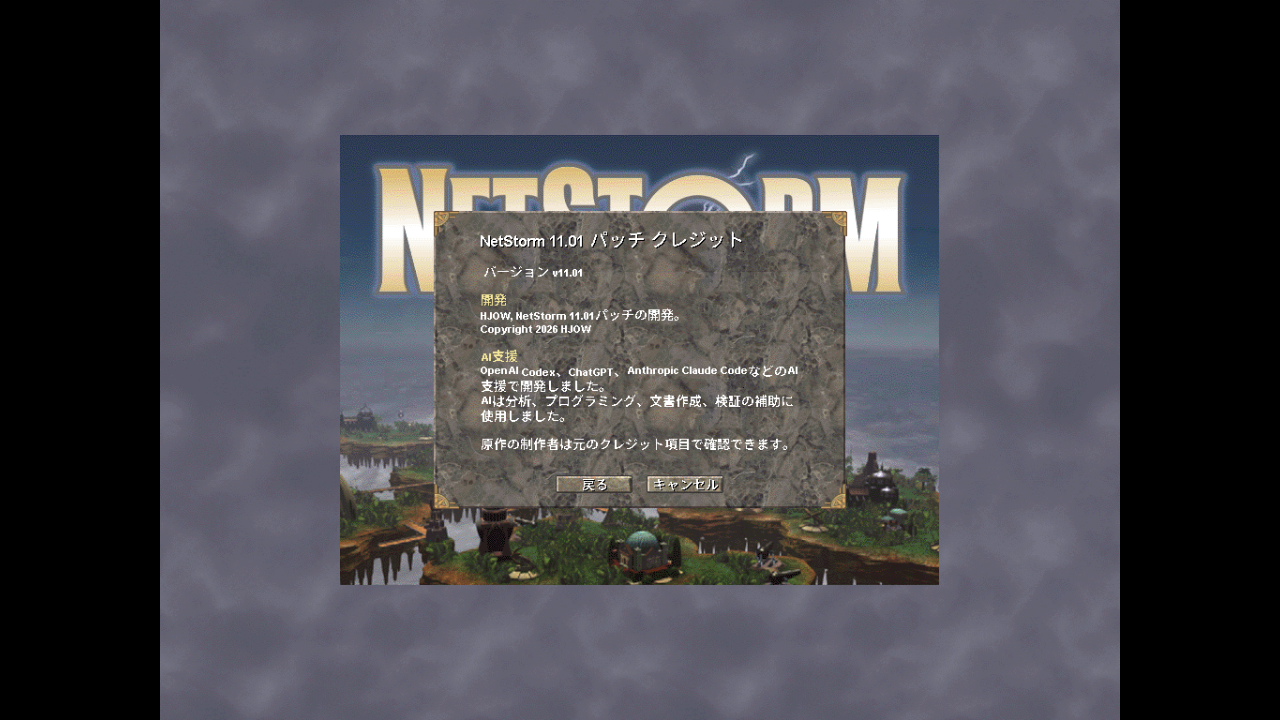 NETSTORM
NetStorm 11.01 パッチ クレジット
バージョン v11.01
開発
HJOW, NetStorm 11.01パッチの開発。
Copyright 2026 HJOW
AI支援
OpenAI Codex、ChatGPT、Anthropic Claude CodeなどのAI
支援で開発しました。
AIは分析、プログラミング、文書作成、検証の補助に
使用しました。
原作の制作者は元のクレジット項目で確認できます。
戻る
キャンセル